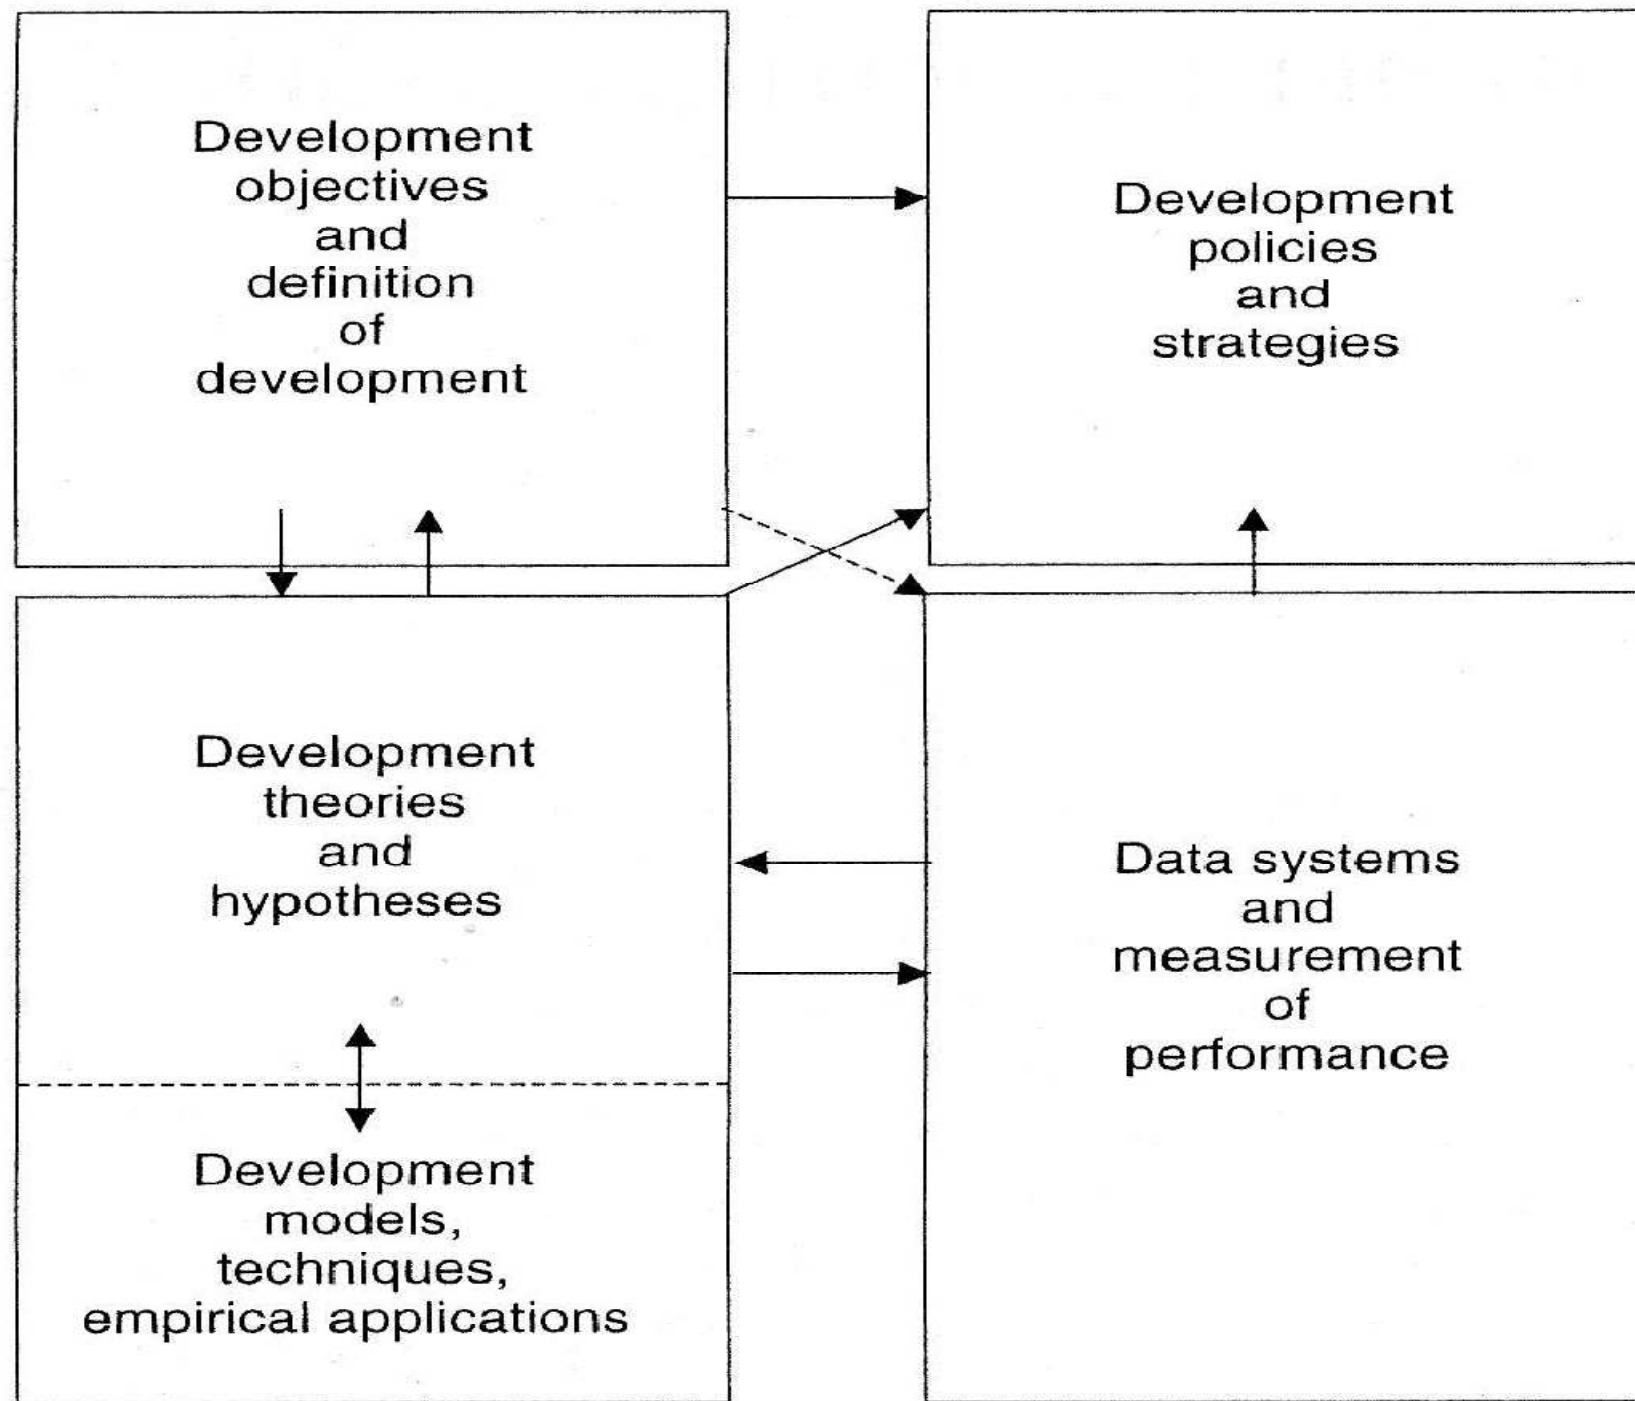 Development
objectives
and
definition
of
development
Development
policies
and
strategies
Development
theories
and
hypotheses
Data systems
and
measurement
of
performance
Development
models,
techniques,
empirical applications